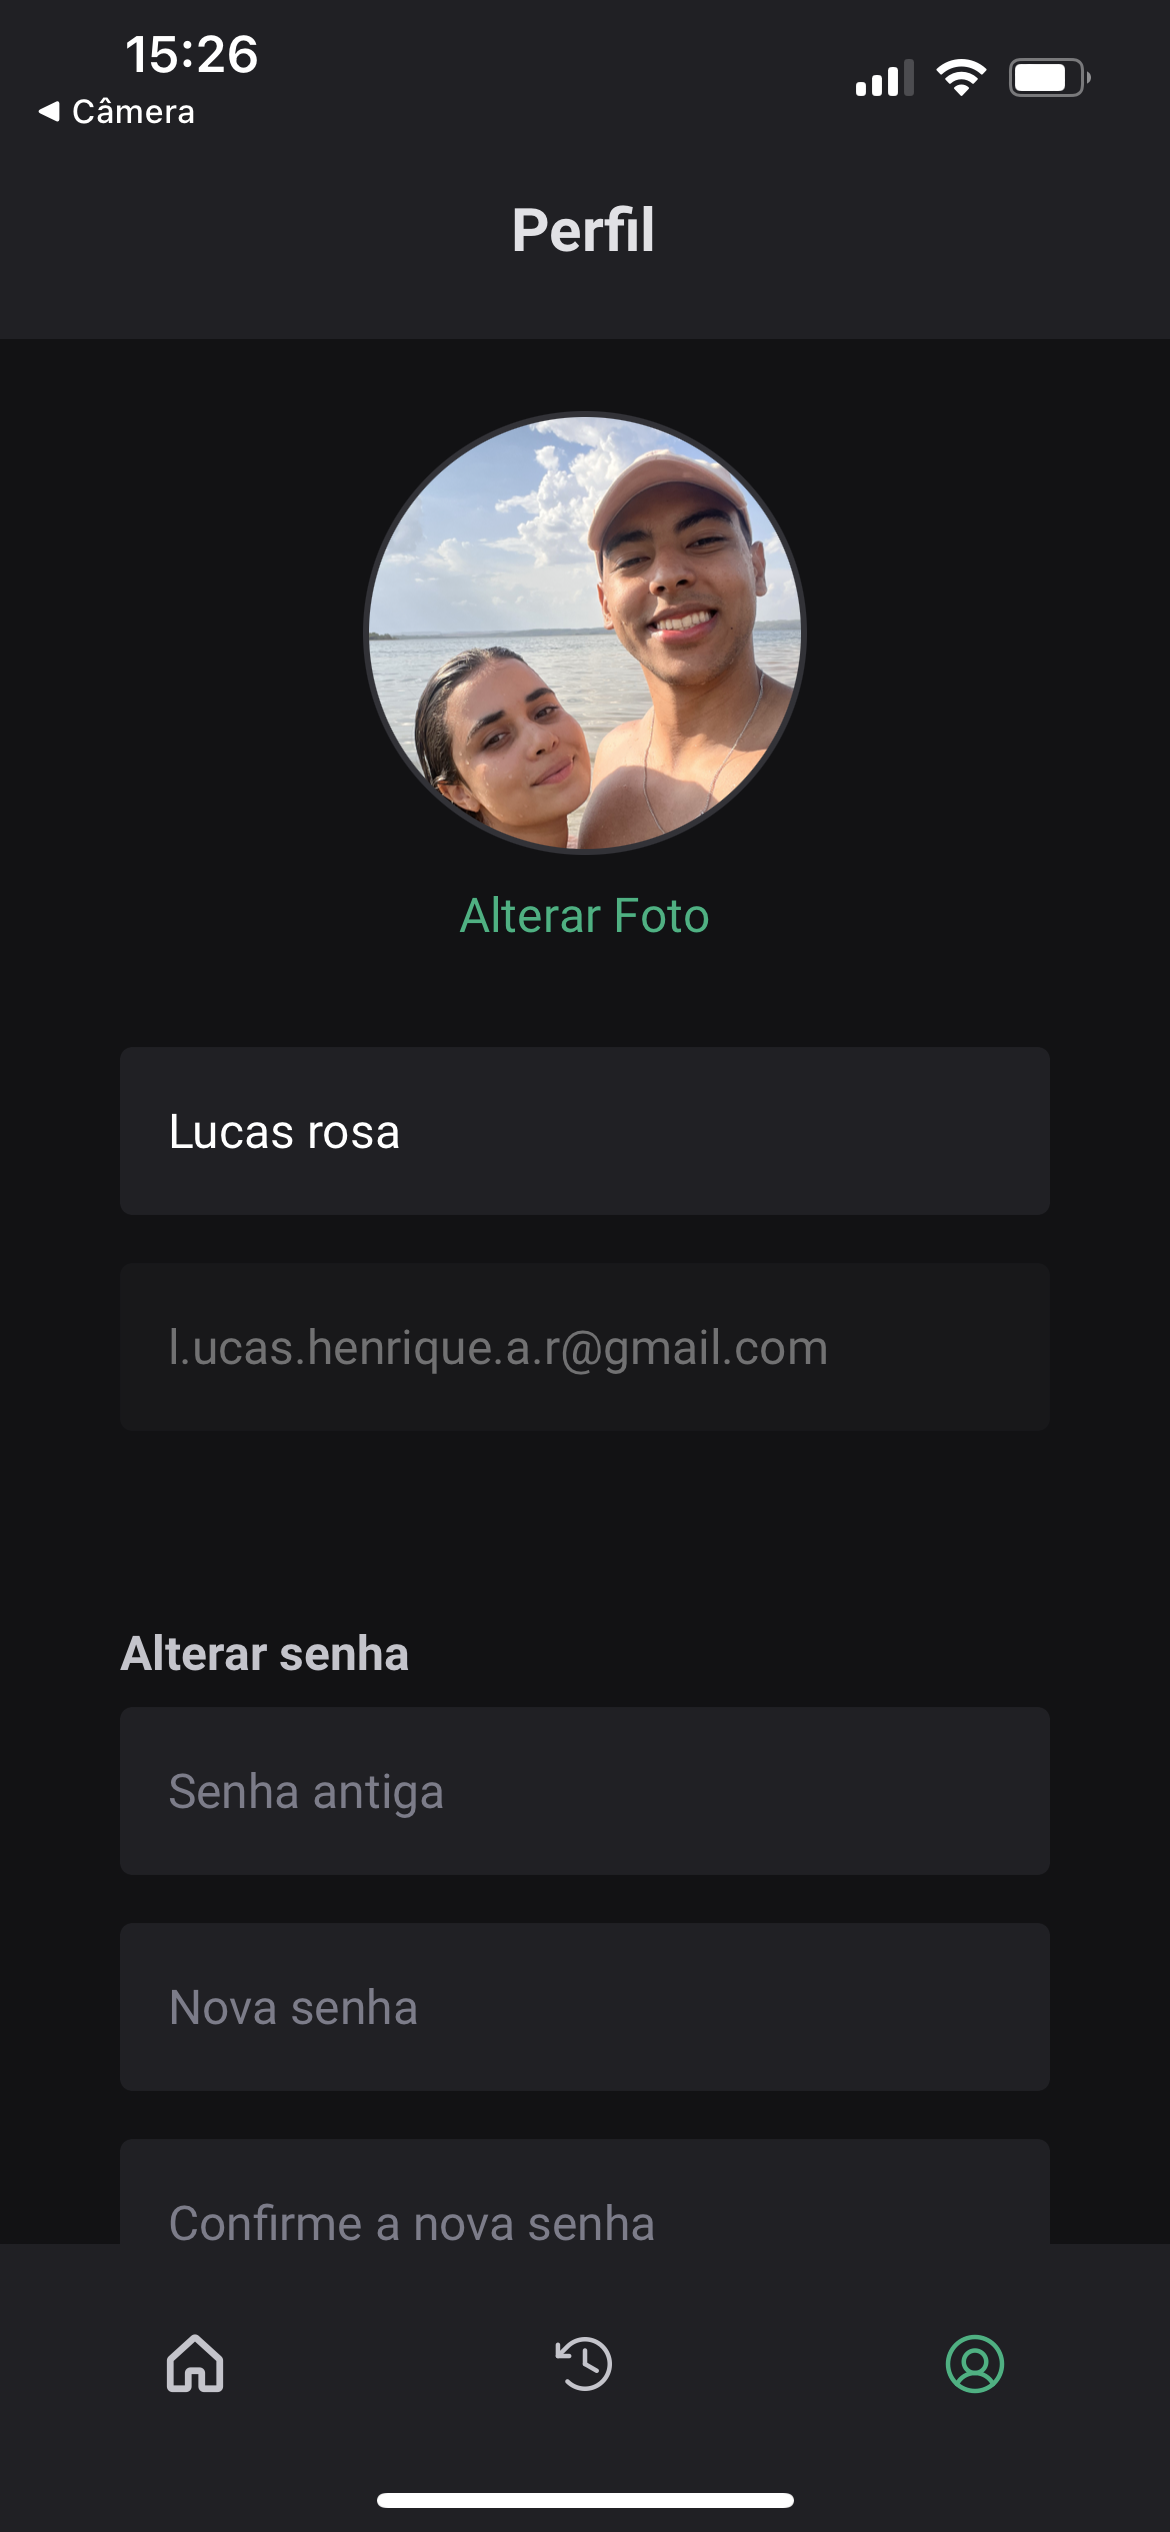 15:26
Câmera
Perfil
Alterar Foto
Lucas rosa
l.ucas.henrique.a.r@gmail.com
Alterar senha
Senha antiga
Nova senha
Confirme a nova senha